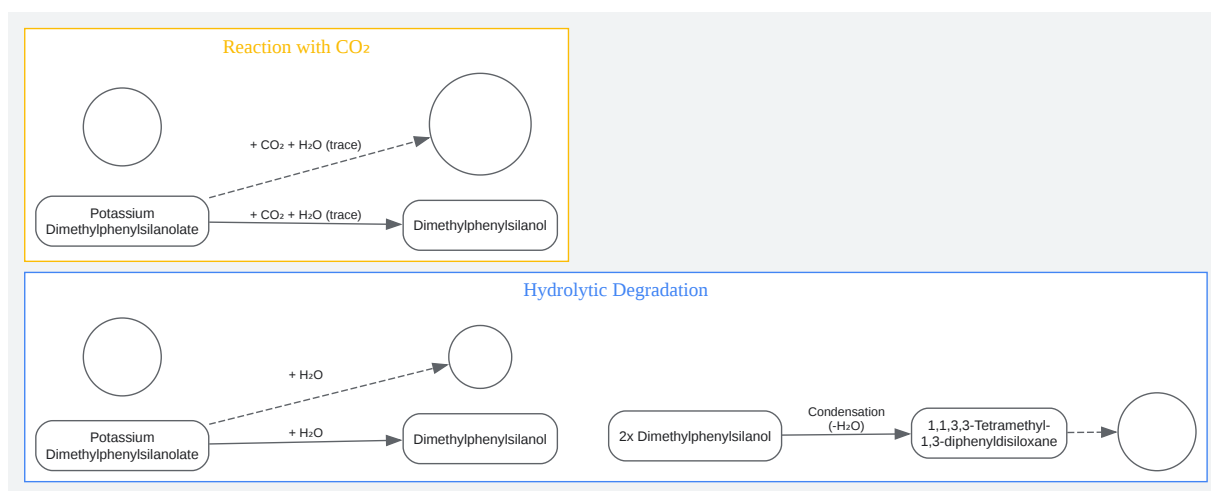 Reaction with CO₂
+ CO₂ + H₂O (trace)
Potassium
Dimethylphenylsilanolate
+ CO₂ + H₂O (trace)
Dimethylphenylsilanol
Hydrolytic Degradation
+ H₂O
Potassium
Dimethylphenylsilanolate
+ H₂O
Dimethylphenylsilanol
2x Dimethylphenylsilanol
Condensation
(-H₂O)
1,1,3,3-Tetramethyl-
1,3-diphenyldisiloxane